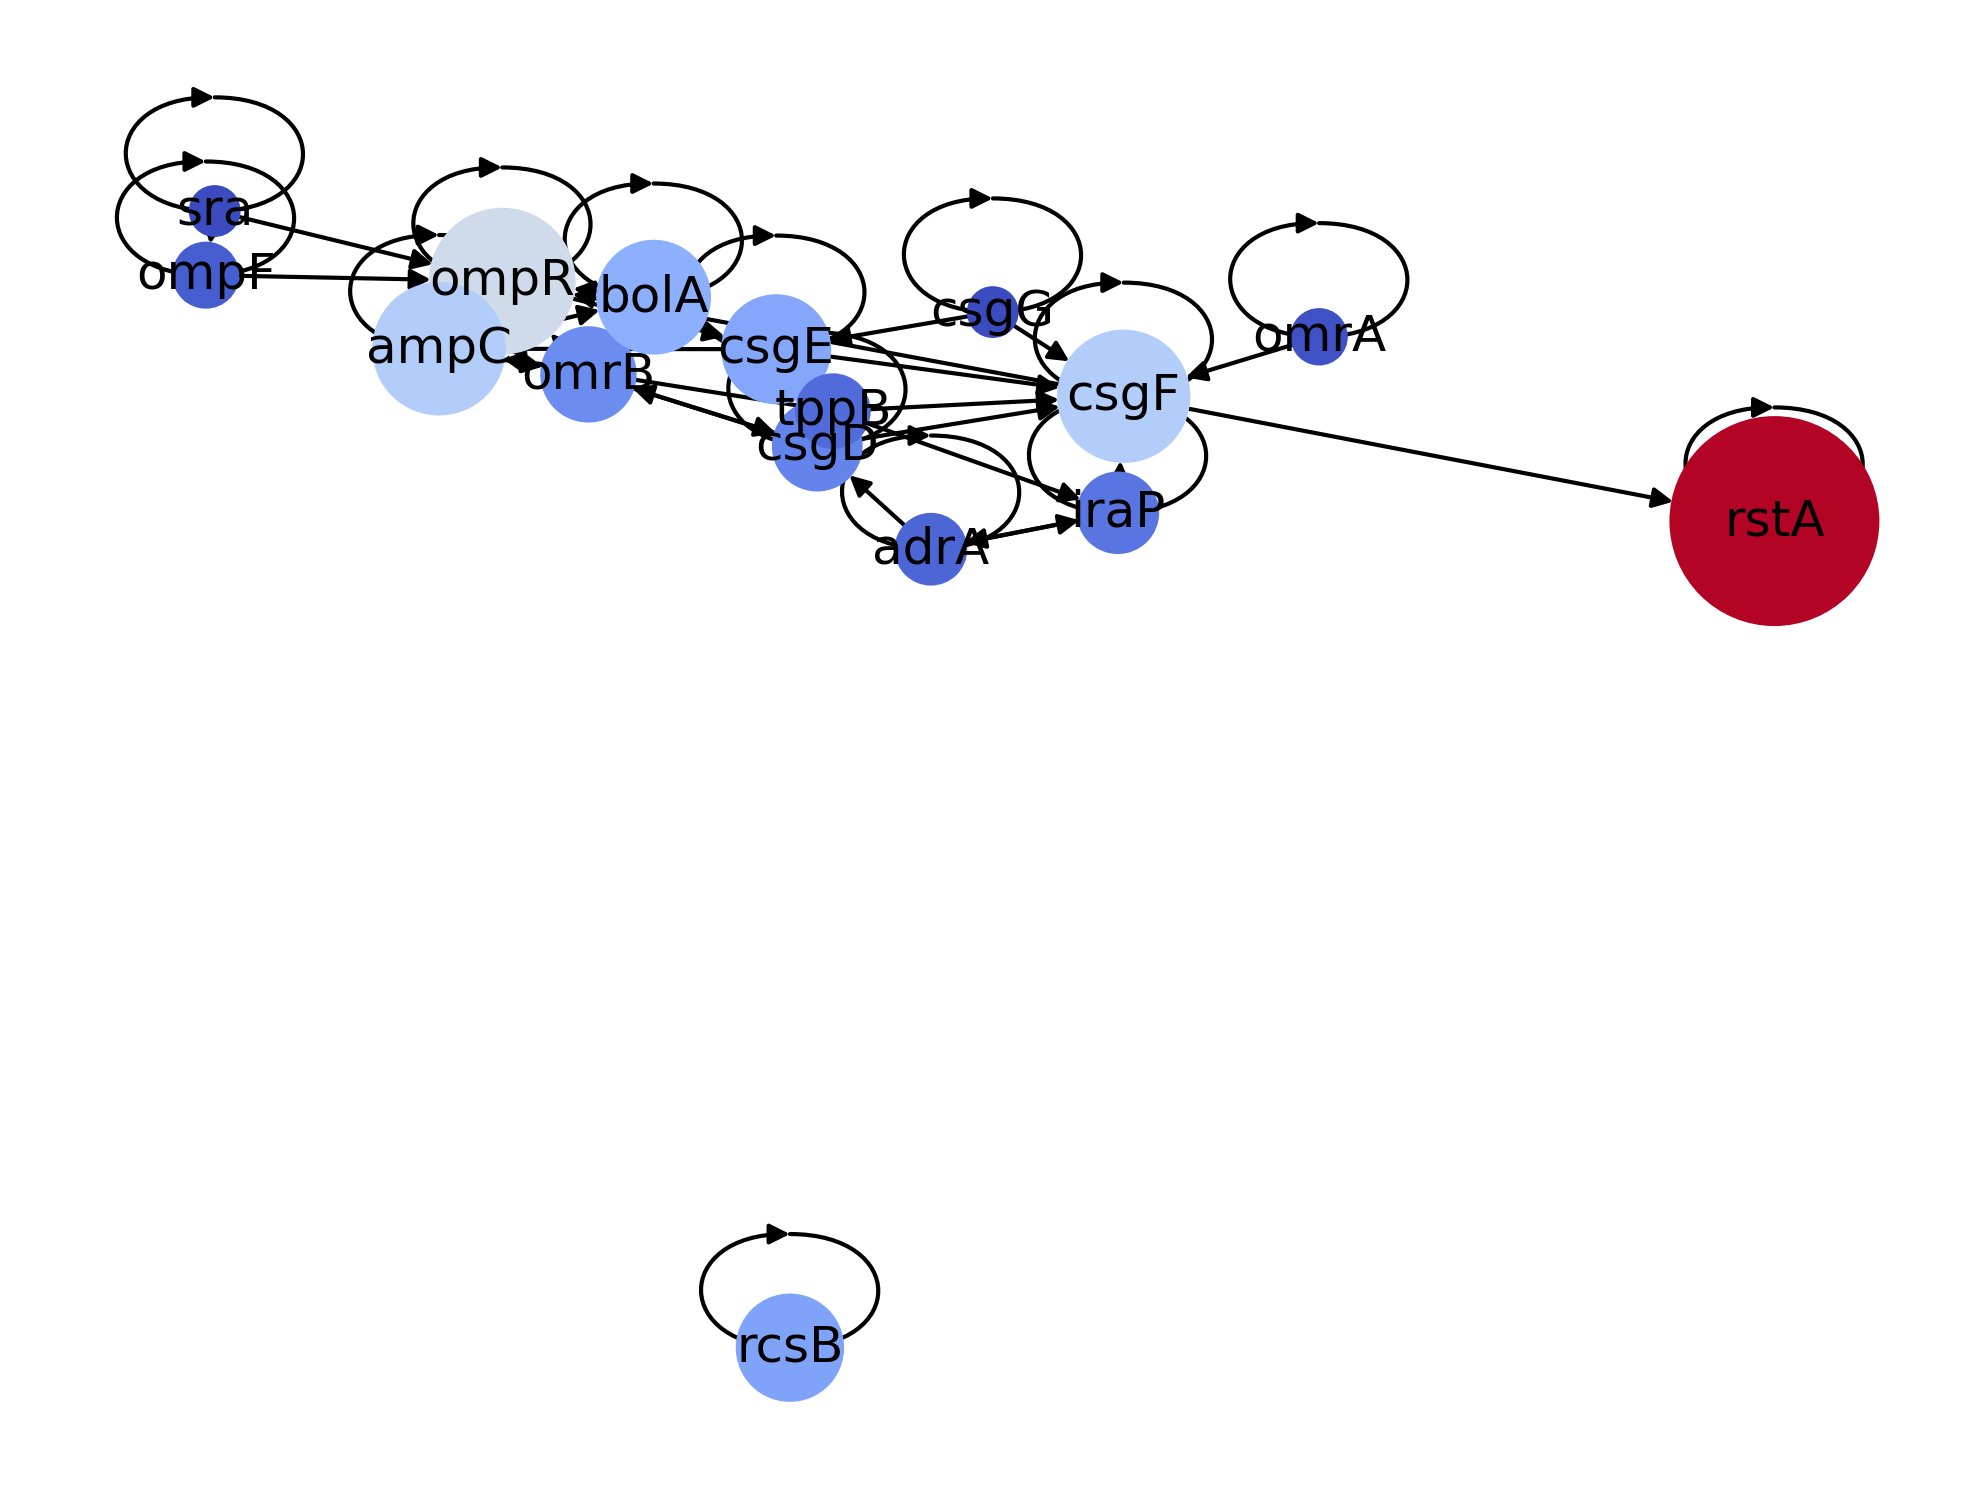 sra
ompF
ompR
bolA
csgG
omrA
ampC
omrB
csgE
csgF
tppB
csgD
iraP
adrA
rstA
rcsB